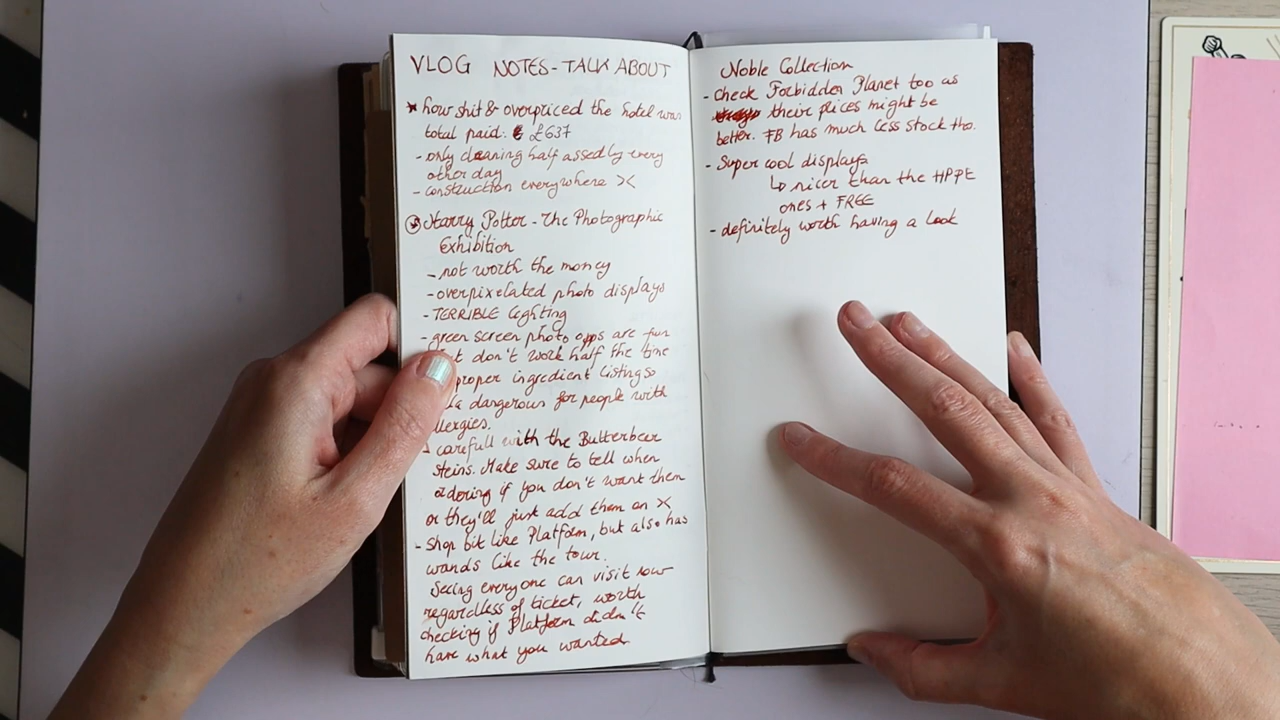 VLOG NOTES - TALK ABOUT
* how shit & overpriced the hotel was
total paid. £637
- only cleaning half assedly every
other day
- construction everywhere ><
Harry Potter - The Photographic
Exhibition
- not worth the money
- overpixelated photo displays
- TERRIBLE lighting
- green screen photo opps are fun
don't work half the time
proper ingredient listing so
dangerous for people with
llergies.
carefull with the Butterbeer
steins. Make sure to tell when
ordering if you don't want them
or they'll just add them on ><
- Shop bit like Platform, but also has
wands like the tour.
Seeing everyone can visit now
regardless of ticket, worth
checking if Platform didn't
have what you wanted
Noble Collection
- Check Forbidden Planet too as
their prices might be
better. FB has much less stock tho.
- Super cool displays
↳ nicer than the HPPE
ones + FREE
- definitely worth having a look